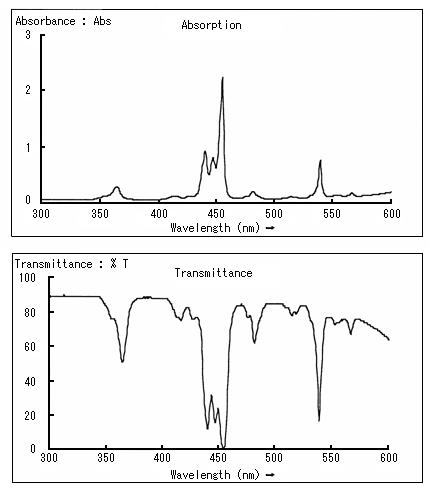 Absorbance : Abs
Absorption
3
2
1
0
300 350 400 450 500 550 600
Wavelength (nm) →
Transmittance : % T
Transmittance
100
80
60
40
20
0
300 350 400 450 500 550 600
Wavelength (nm) →